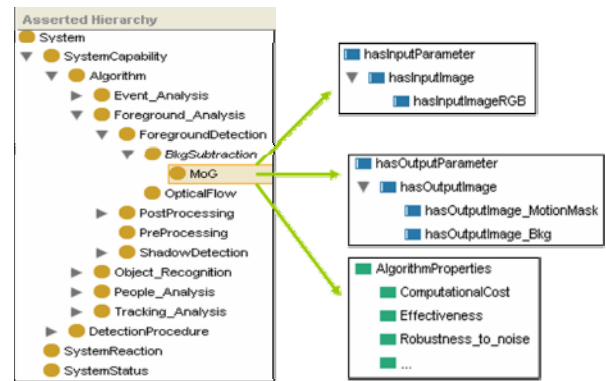 Asserted Hierarchy
System
SystemCapability
Algorithm
Event_Analysis
Foreground_Analysis
ForegroundDetection
BkgSubtraction
MoG
OpticalFlow
PostProcessing
PreProcessing
ShadowDetection
Object_Recognition
People_Analysis
Tracking_Analysis
DetectionProcedure
SystemReaction
SystemStatus
hasInputParameter
hasInputImage
hasInputImageRGB
hasOutputParameter
hasOutputImage
hasOutputImage_MotionMask
hasOutputImage_Bkg
AlgorithmProperties
ComputationalCost
Effectiveness
Robustness_to_noise
...